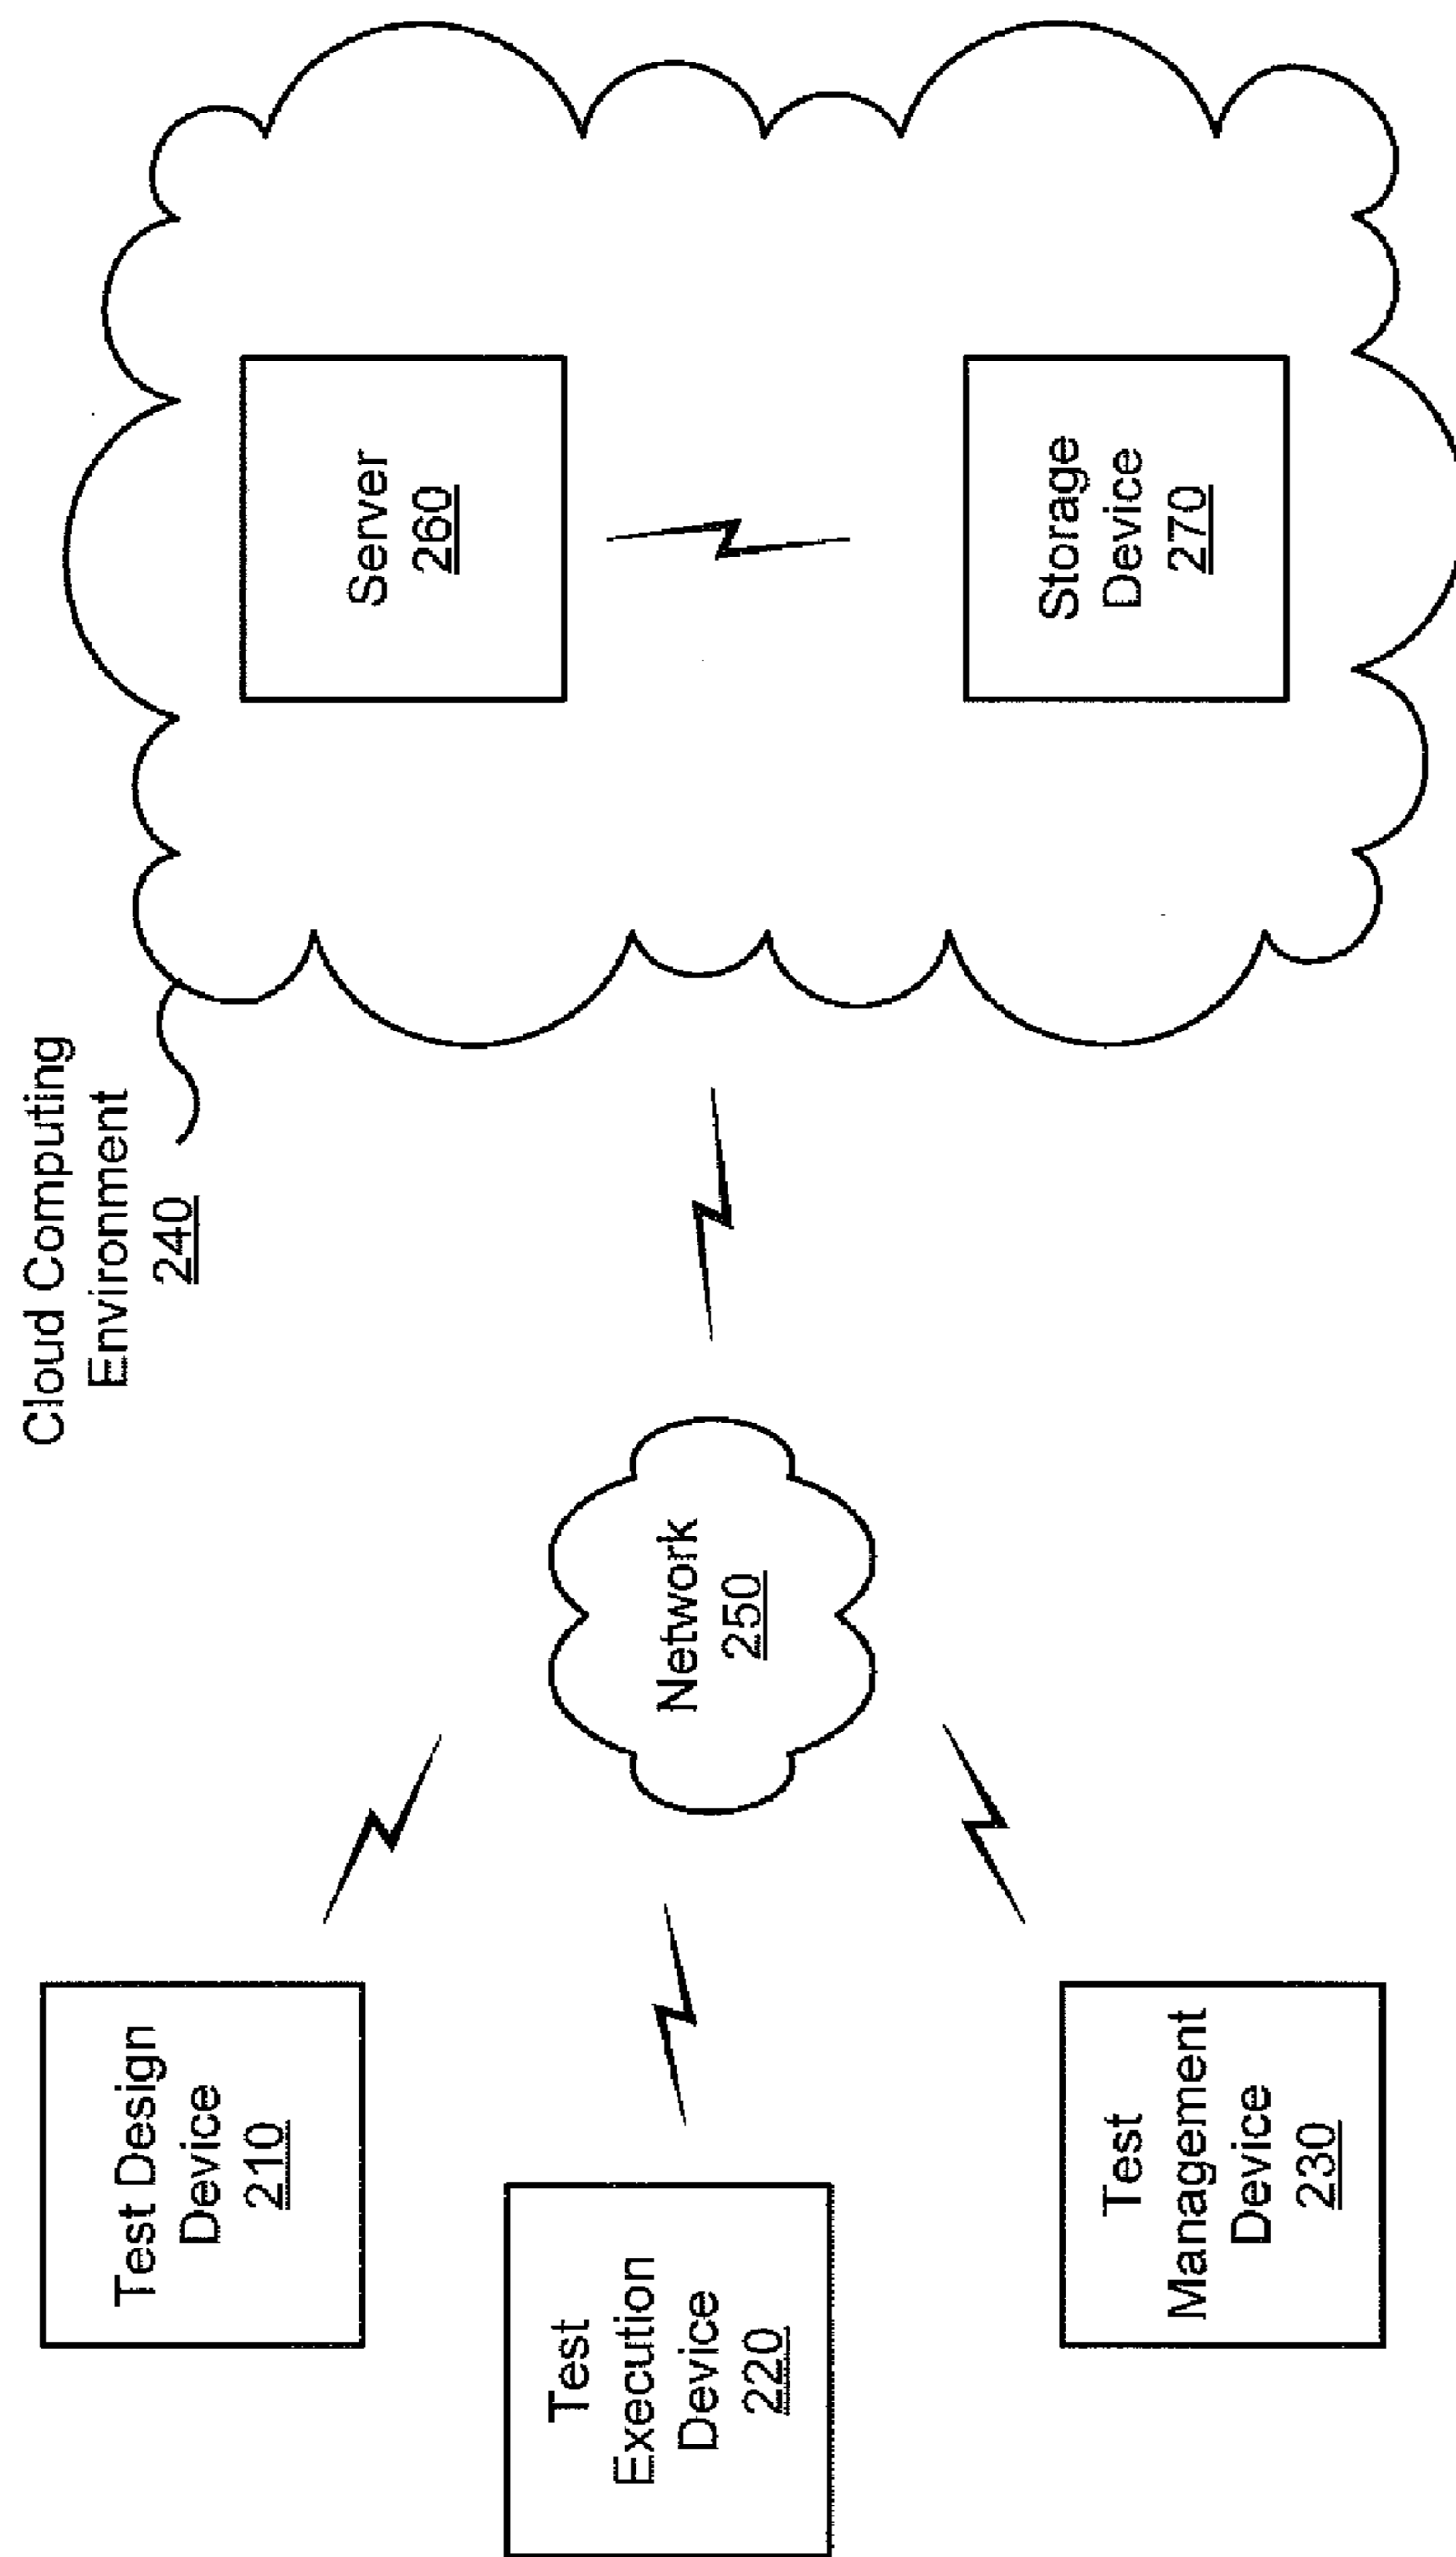 Test Design
Device
210
Test
Execution
Device
220
Test
Management
Device
230
Network
250
Cloud Computing
Environment
240
Server
260
Storage
Device
270